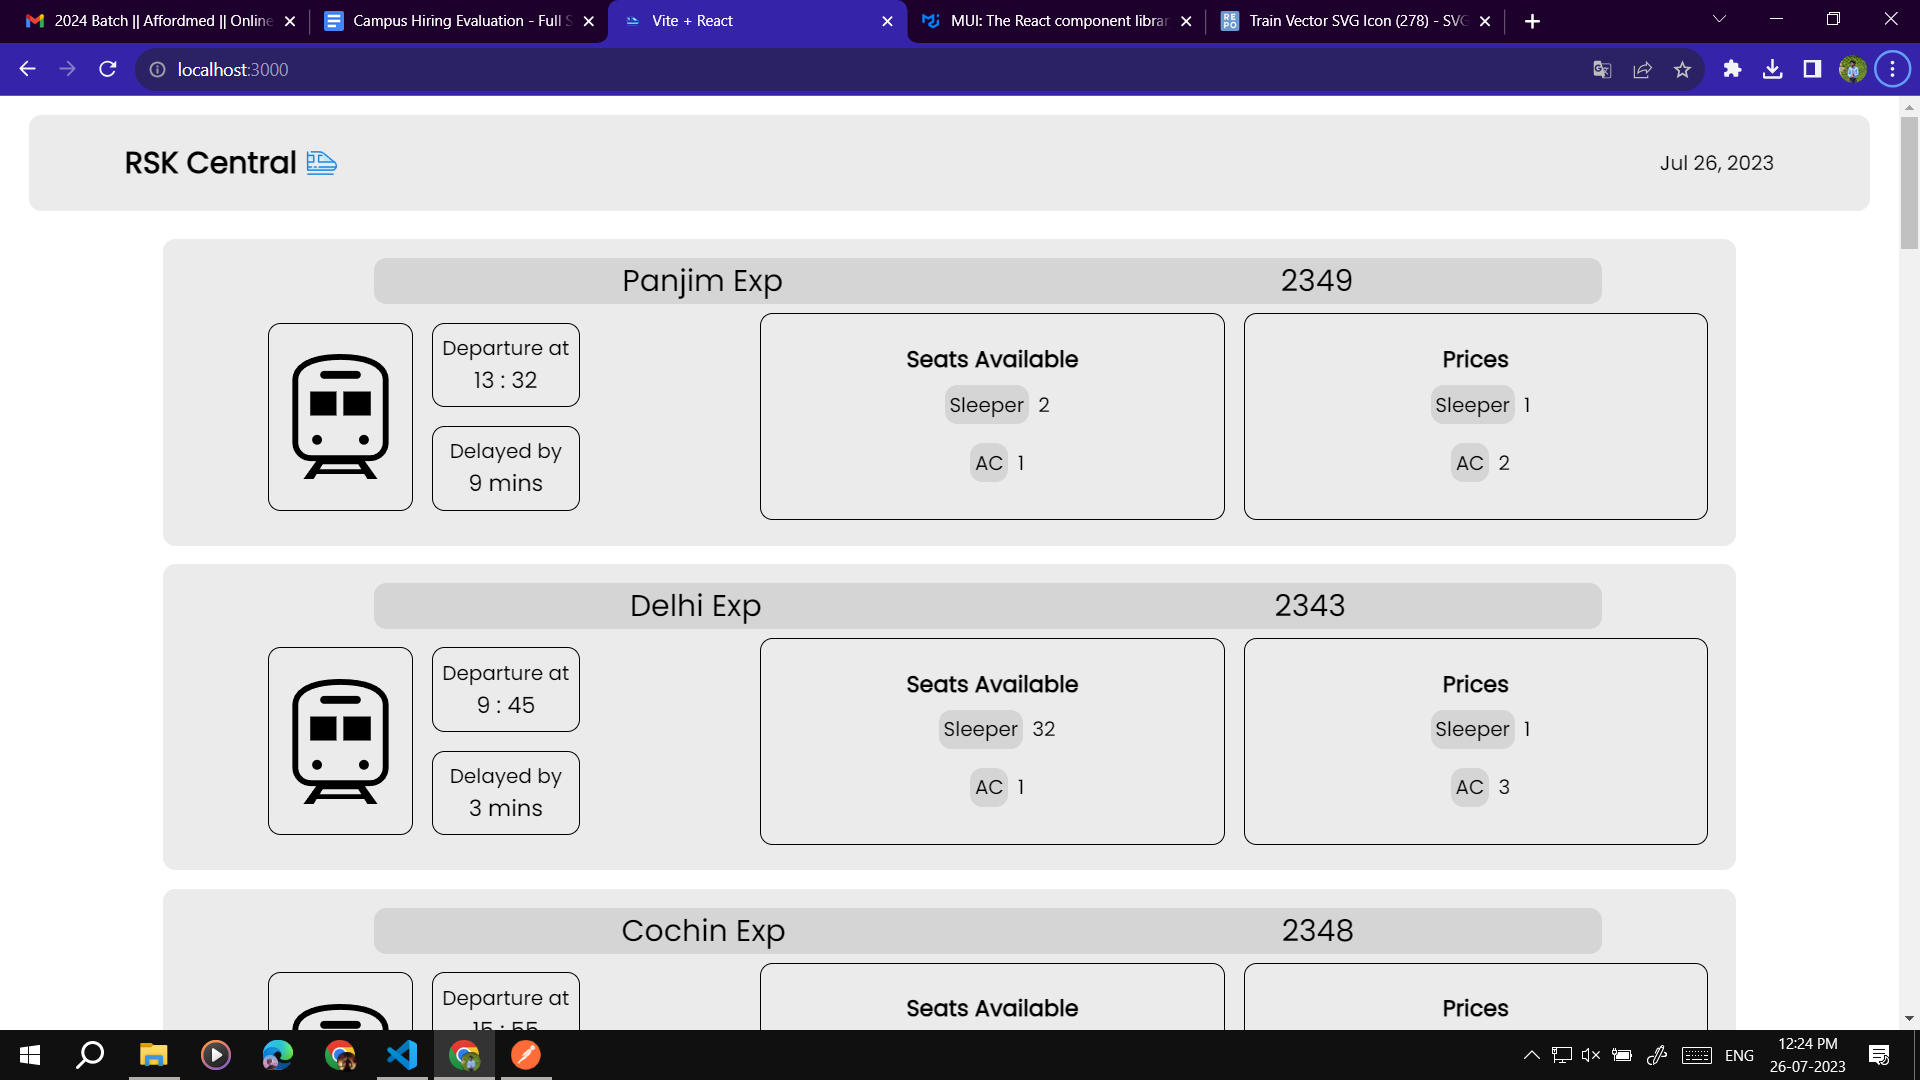 2024 Batch || Affordmed || Online
Campus Hiring Evaluation - Full S
Vite + React
MUI: The React component librar
Train Vector SVG Icon (278) - SVG
localhost:3000
RSK Central
Jul 26, 2023
Panjim Exp 2349
Departure at
13 : 32
Delayed by
9 mins
Seats Available
Sleeper 2
AC 1
Prices
Sleeper 1
AC 2
Delhi Exp 2343
Departure at
9 : 45
Delayed by
3 mins
Seats Available
Sleeper 32
AC 1
Prices
Sleeper 1
AC 3
Cochin Exp 2348
Departure at
15 : 55
Seats Available
Prices
ENG
12:24 PM
26-07-2023